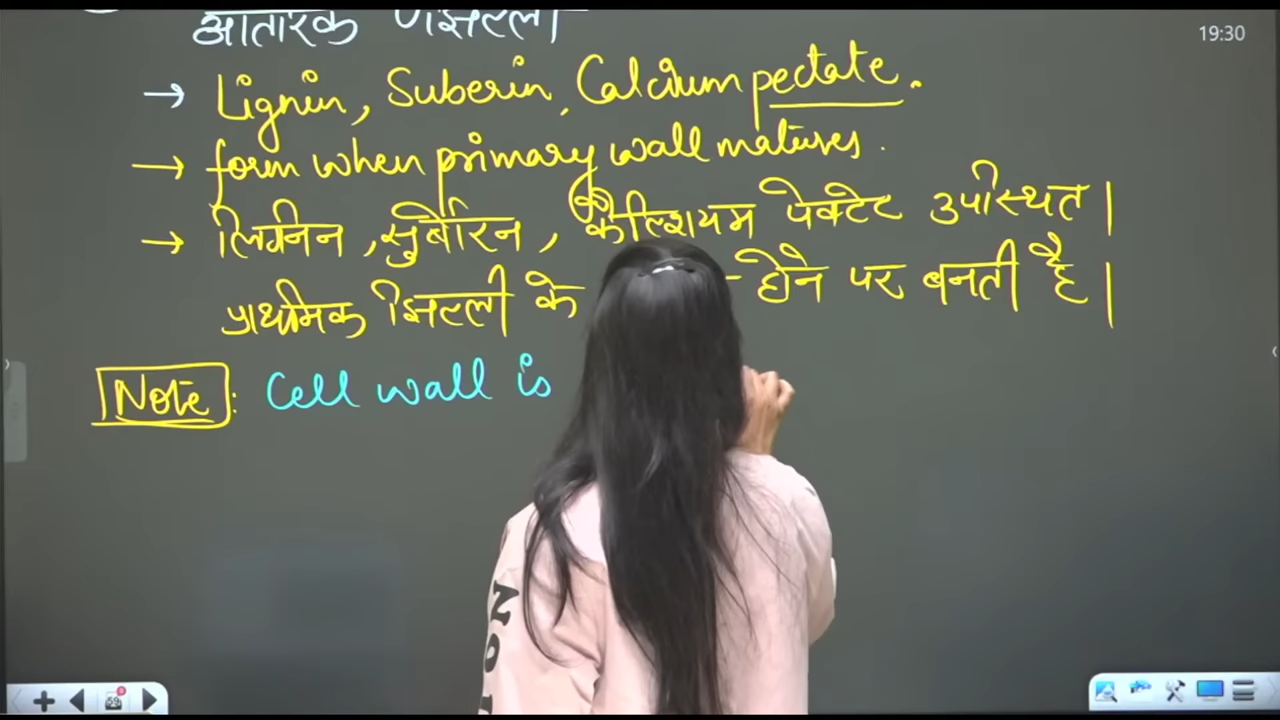 19:30
आंतरिक
→ Lignin, Suberin, Calcium pectate.
→ form when primary wall matures.
→ लिग्निन, सुबेरिन, कैल्शियम पेक्टेट उपस्थित।
प्राथमिक झिल्ली के होने पर बनती है।
Note: Cell wall is
59